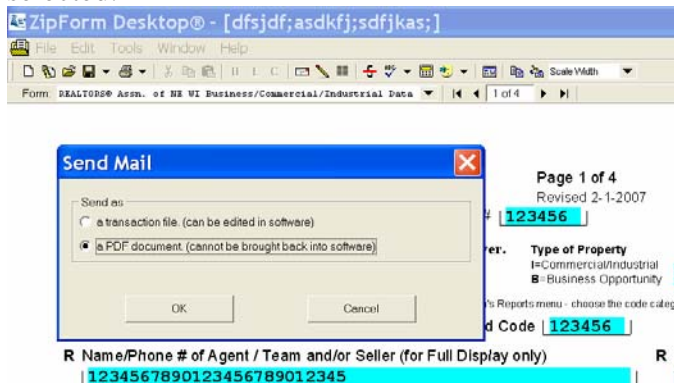 ZipForm Desktop® - [dfsjdf;asdkfj;sdfjkas;]
File Edit Tools Window Help
Scale Width
Form: REALTORS® Assn. of NE WI Business/Commercial/Industrial Data 1 of 4
Send Mail
Page 1 of 4
Revised 2-1-2007
Send as
a transaction file. (can be edited in software)
# 123456
a PDF document. (cannot be brought back into software)
er. Type of Property
I=Commercial/Industrial
B=Business Opportunity
OK Cancel
's Reports menu - choose the code categ
d Code 123456
R Name/Phone # of Agent / Team and/or Seller (for Full Display only) R
1234567890123456789012345